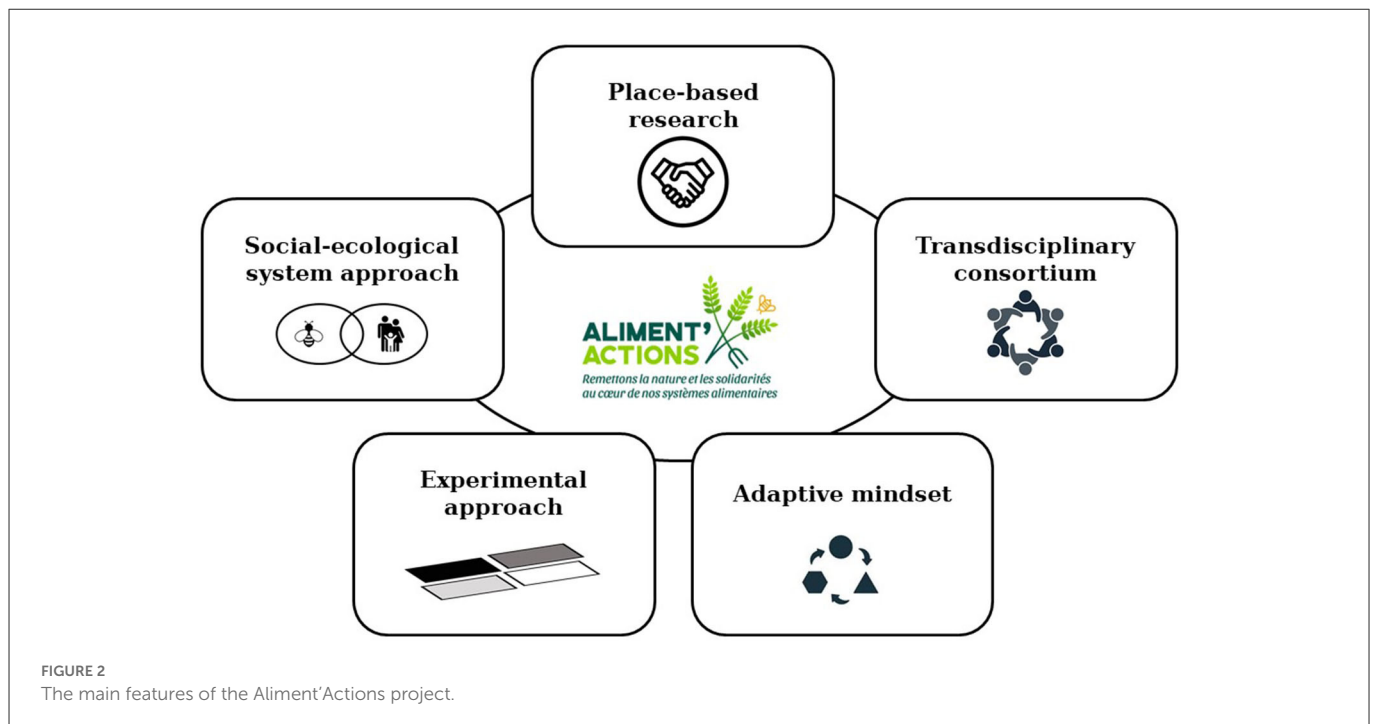 Place-based
research
Social-ecological
system approach
Transdisciplinary
consortium
ALIMENT'
ACTIONS
Remettons la nature et les solidarités
au cœur de nos systèmes alimentaires
Experimental
approach
Adaptive mindset
FIGURE 2
The main features of the Aliment'Actions project.